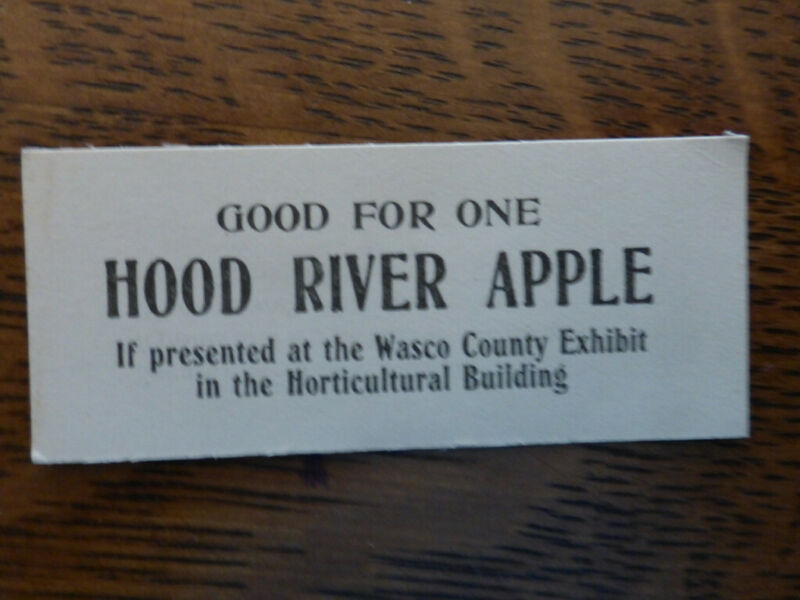 GOOD FOR ONE
HOOD RIVER APPLE
If presented at the Wasco County Exhibit
in the Horticultural Building